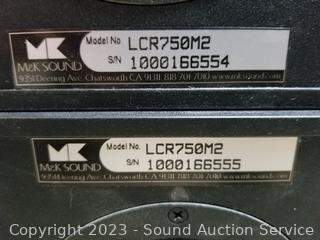 MK Model No. LCR750M2
M&K SOUND S/N 1000166554
9351 Deering Ave. Chatsworth CA 91311 818 701 7010 www.mksound.com
MK Model No. LCR750M2
M&K SOUND S/N 1000166555
9351 Deering Ave. Chatsworth CA 91311 818 701 7010 www.mksound.com
Copyright 2023 - Sound Auction Service